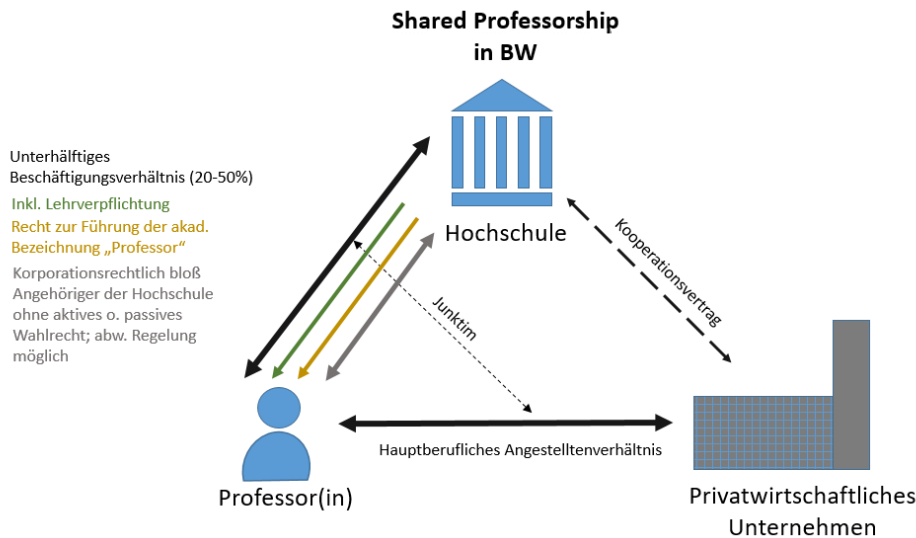 Shared Professorship
in BW
Unterhälftiges
Beschäftigungsverhältnis (20-50%)
Inkl. Lehrverpflichtung
Recht zur Führung der akad.
Bezeichnung „Professor“
Korporationsrechtlich bloß
Angehöriger der Hochschule
ohne aktives o. passives
Wahlrecht; abw. Regelung
möglich
Hochschule
Kooperationsvertrag
Junktim
Hauptberufliches Angestelltenverhältnis
Professor(in)
Privatwirtschaftliches
Unternehmen